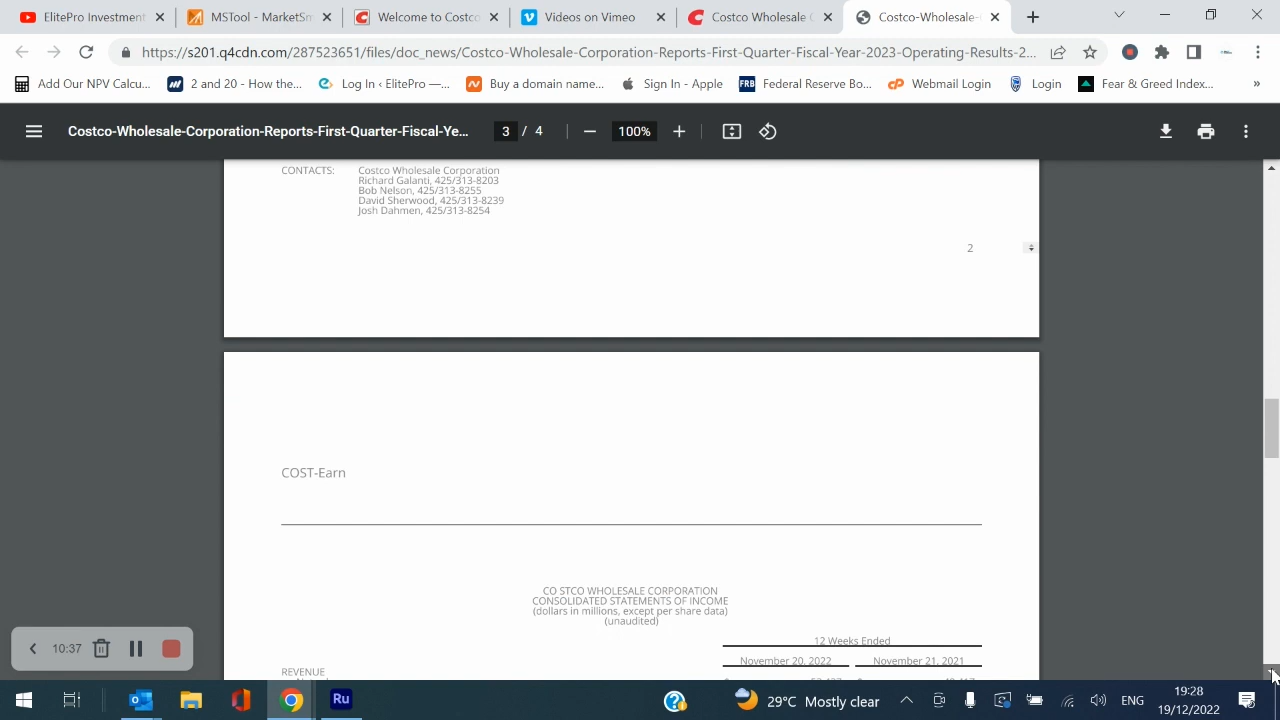 ElitePro Investment
MSTool - MarketSm
Welcome to Costco
Videos on Vimeo
Costco Wholesale C
Costco-Wholesale-
https://s201.q4cdn.com/287523651/files/doc_news/Costco-Wholesale-Corporation-Reports-First-Quarter-Fiscal-Year-2023-Operating-Results-2...
Add Our NPV Calcu...
2 and 20 - How the...
Log In ‹ ElitePro —...
Buy a domain name...
Sign In - Apple
FRB
Federal Reserve Bo...
cP
Webmail Login
Login
Fear & Greed Index...
»
Costco-Wholesale-Corporation-Reports-First-Quarter-Fiscal-Ye...
3 / 4
100%
CONTACTS: Costco Wholesale Corporation
Richard Galanti, 425/313-8203
Bob Nelson, 425/313-8255
David Sherwood, 425/313-8239
Josh Dahmen, 425/313-8254
2
COST-Earn
CO STCO WHOLESALE CORPORATION
CONSOLIDATED STATEMENTS OF INCOME
(dollars in millions, except per share data)
(unaudited)
12 Weeks Ended
November 20, 2022 November 21, 2021
REVENUE
10:37
Ru
29°C Mostly clear
ENG
19:28
19/12/2022